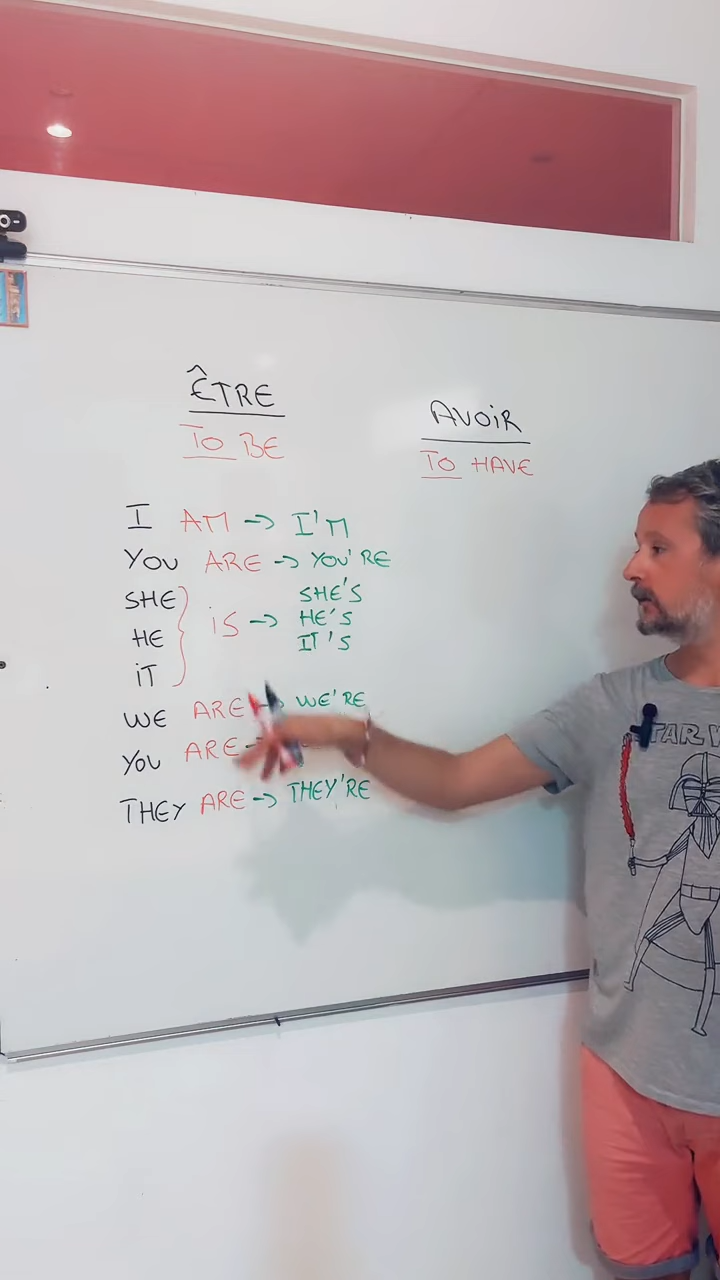 ÊTRE
TO BE
I AM -> I'M
YOU ARE -> YOU'RE
SHE
HE
IT
IS ->
SHE'S
HE'S
IT'S
WE ARE -> WE'RE
YOU ARE
THEY ARE -> THEY'RE
AVOIR
TO HAVE
STAR W